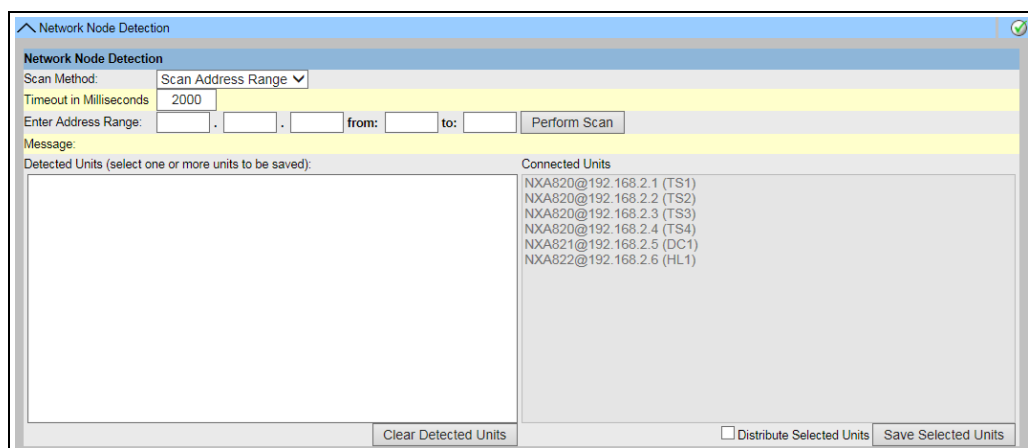 Network Node Detection
Network Node Detection
Scan Method: Scan Address Range
Timeout in Milliseconds 2000
Enter Address Range: . . from: to: Perform Scan
Message:
Detected Units (select one or more units to be saved): Connected Units
NXA820@192.168.2.1 (TS1)
NXA820@192.168.2.2 (TS2)
NXA820@192.168.2.3 (TS3)
NXA820@192.168.2.4 (TS4)
NXA821@192.168.2.5 (DC1)
NXA822@192.168.2.6 (HL1)
Clear Detected Units Distribute Selected Units Save Selected Units